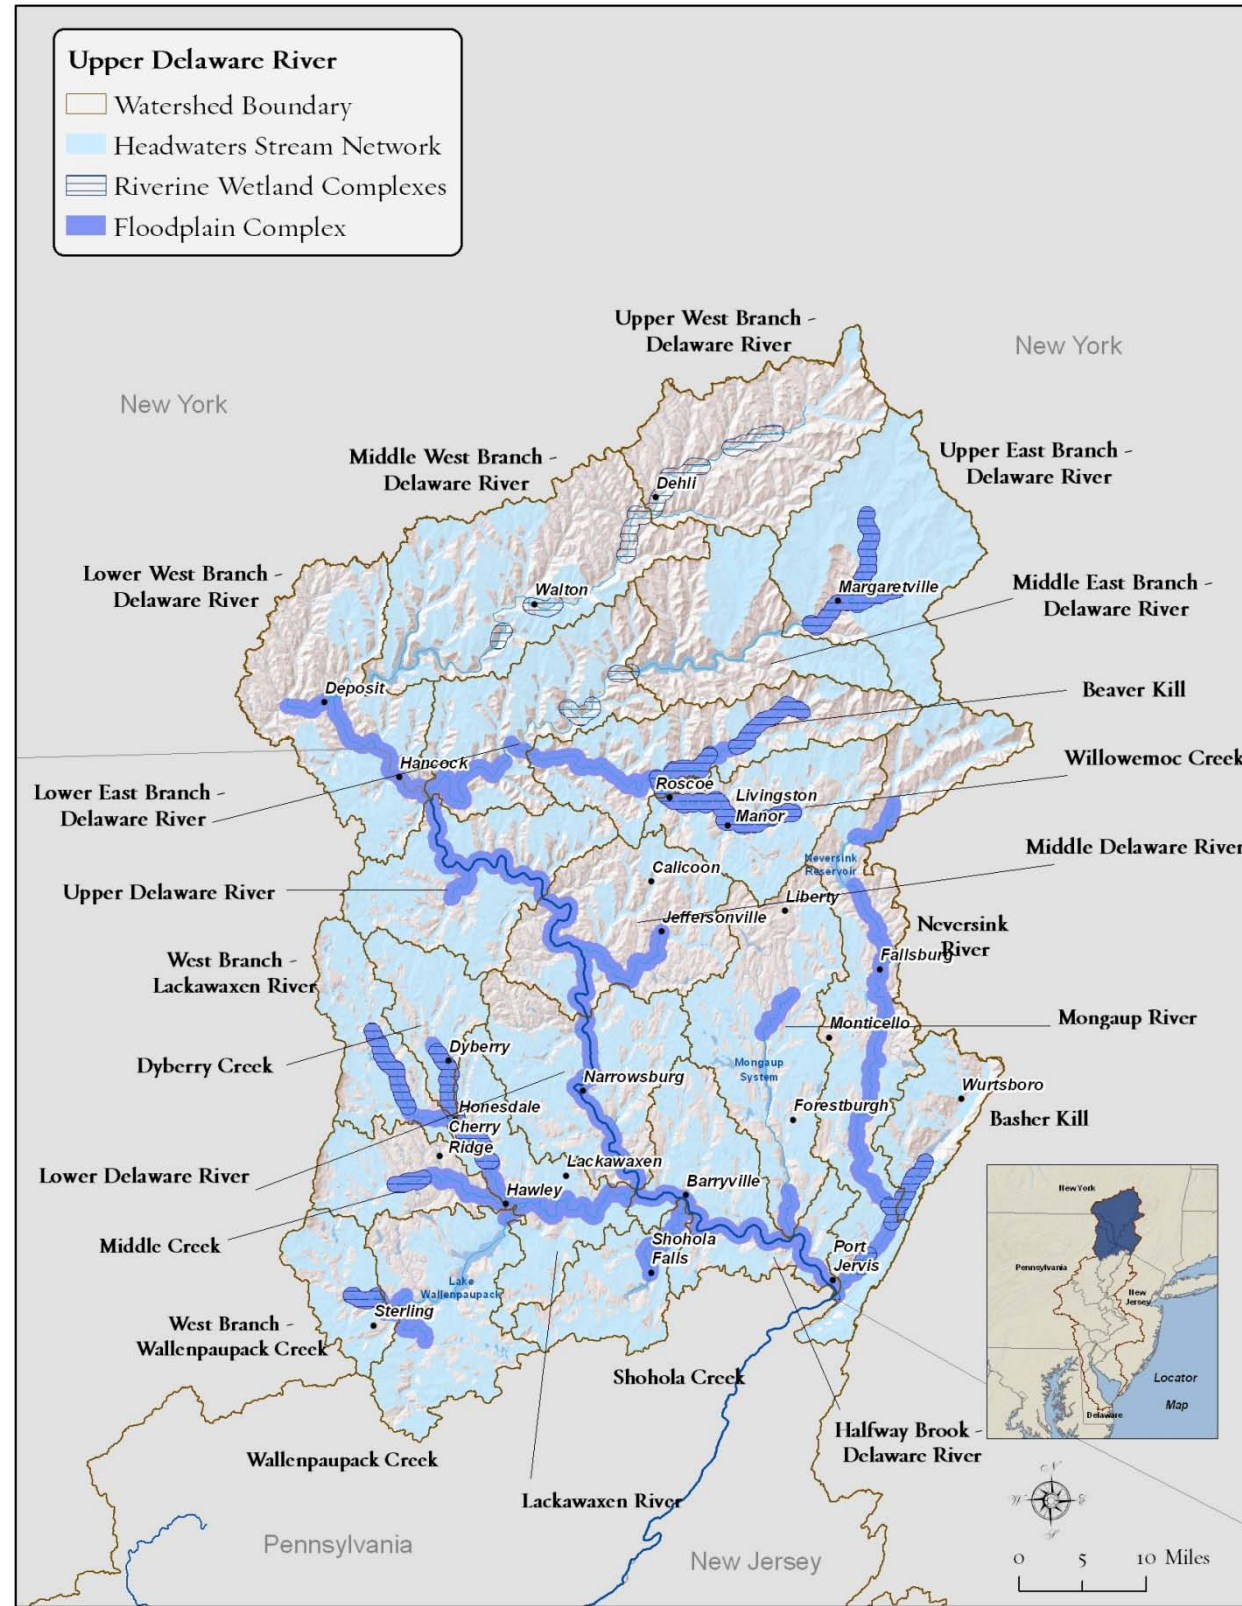 Upper Delaware River
Watershed Boundary
Headwaters Stream Network
Riverine Wetland Complexes
Floodplain Complex
Upper West Branch -
Delaware River
New York
New York
Middle West Branch -
Delaware River
Upper East Branch -
Delaware River
Dehli
Lower West Branch -
Delaware River
Walton
Margaretville
Middle East Branch -
Delaware River
Deposit
Beaver Kill
Hancock
Willowemoc Creek
Lower East Branch -
Delaware River
Roscoe
Livingston
Manor
Middle Delaware River
Neversink
Reservoir
Calicoon
Upper Delaware River
Liberty
Jeffersonville
Neversink
River
Fallsburg
West Branch -
Lackawaxen River
Mongaup River
Monticello
Dyberry Creek
Dyberry
Mongaup
System
Narrowsburg
Wurtsboro
Honesdale
Forestburgh
Basher Kill
Cherry
Ridge
Lower Delaware River
Lackawaxen
Barryville
Hawley
Middle Creek
Shohola
Falls
Port
Jervis
Lake
Wallenpaupack
Sterling
West Branch -
Wallenpaupack Creek
Shohola Creek
Halfway Brook -
Delaware River
Wallenpaupack Creek
Lackawaxen River
Pennsylvania
New Jersey
New York
Pennsylvania
New
Jersey
Delaware
Locator
Map
N
W
E
S
0 5 10 Miles